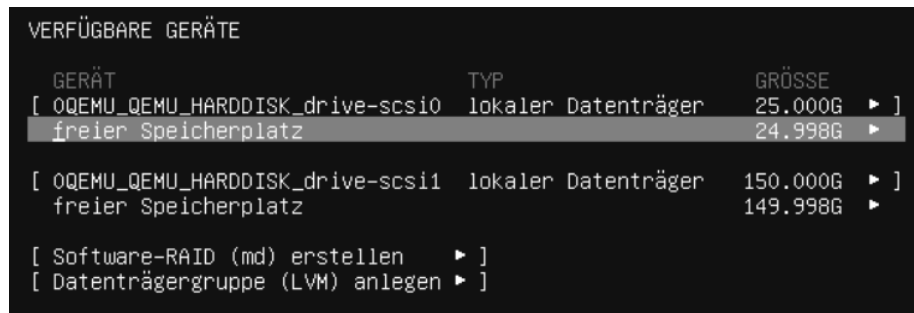 VERFÜGBARE GERÄTE
GERÄT TYP GRÖSSE
[ 0QEMU_QEMU_HARDDISK_drive-scsi0 lokaler Datenträger 25.000G ► ]
freier Speicherplatz 24.998G ►
[ 0QEMU_QEMU_HARDDISK_drive-scsi1 lokaler Datenträger 150.000G ► ]
freier Speicherplatz 149.998G ►
[ Software-RAID (md) erstellen ► ]
[ Datenträgergruppe (LVM) anlegen ► ]